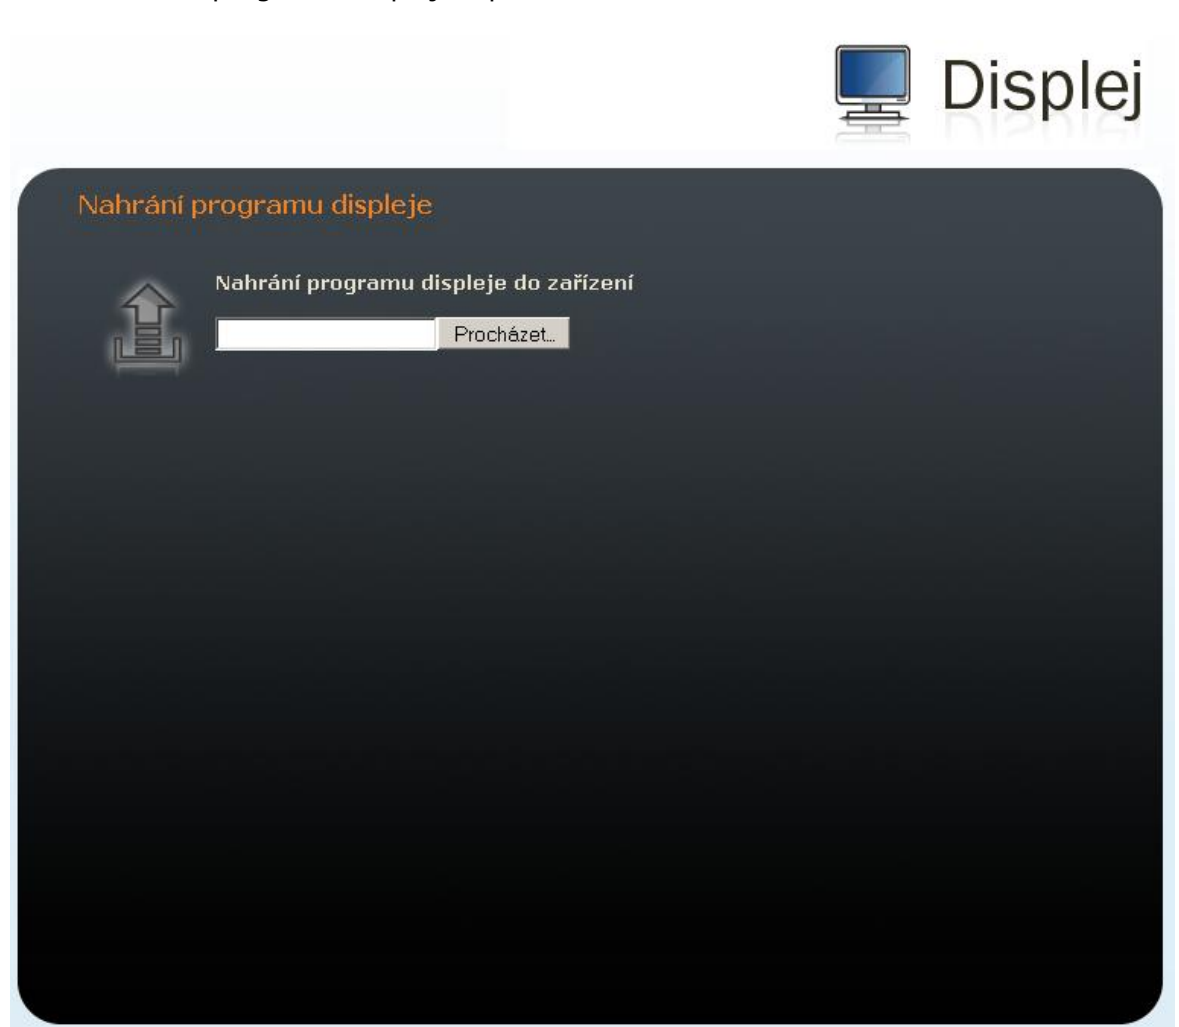 Displej
Nahrání programu displeje
Nahrání programu displeje do zařízení
Procházet...